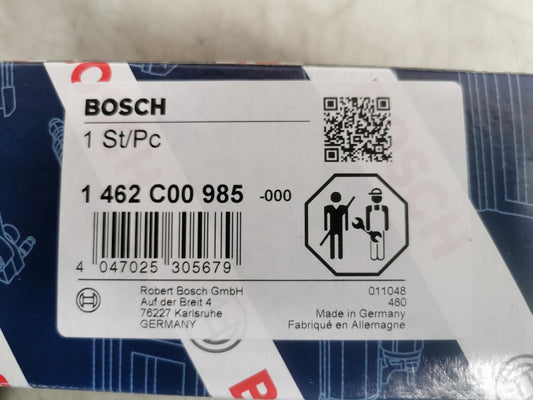 BOSCH
1 St/Pc
1 462 C00 985 -000
4 047025 305679
Robert Bosch GmbH
Auf der Breit 4
76227 Karlsruhe
GERMANY
011048
480
Made in Germany
Fabriqué en Allemagne
BOSCH